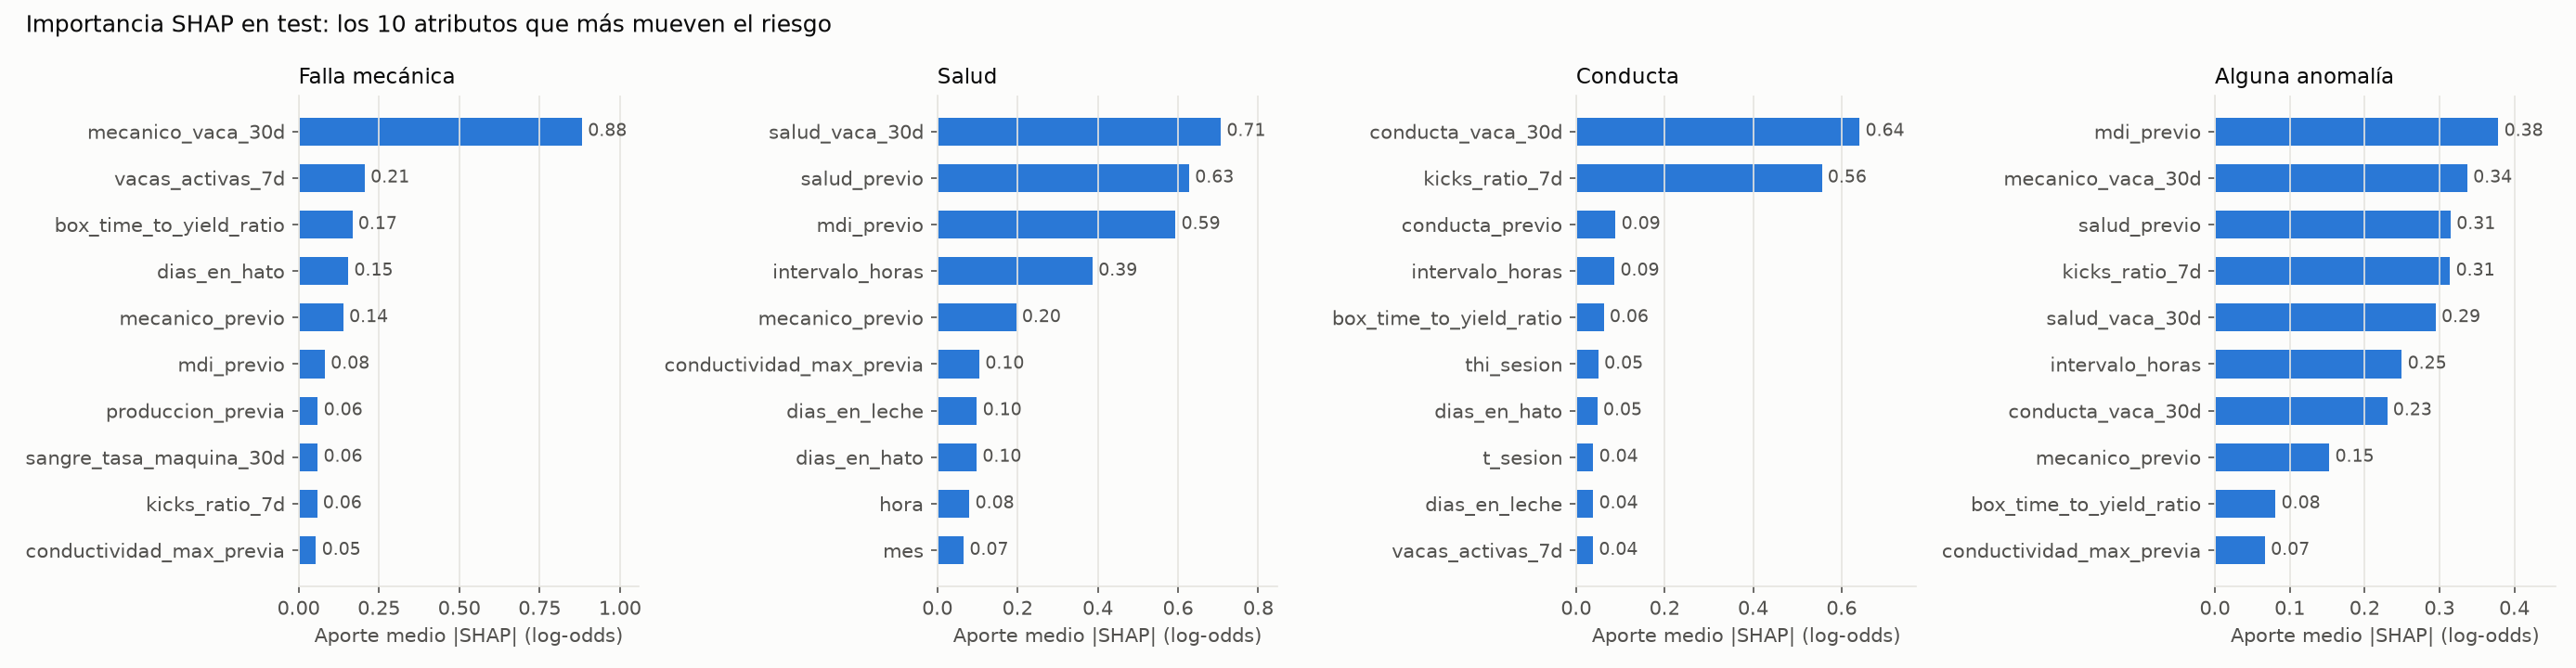 Importancia SHAP en test: los 10 atributos que más mueven el riesgo
Falla mecánica
mecanico_vaca_30d 0.88
vacas_activas_7d 0.21
box_time_to_yield_ratio 0.17
dias_en_hato 0.15
mecanico_previo 0.14
mdi_previo 0.08
produccion_previa 0.06
sangre_tasa_maquina_30d 0.06
kicks_ratio_7d 0.06
conductividad_max_previa 0.05
0.00 0.25 0.50 0.75 1.00
Aporte medio |SHAP| (log-odds)
Salud
salud_vaca_30d 0.71
salud_previo 0.63
mdi_previo 0.59
intervalo_horas 0.39
mecanico_previo 0.20
conductividad_max_previa 0.10
dias_en_leche 0.10
dias_en_hato 0.10
hora 0.08
mes 0.07
0.0 0.2 0.4 0.6 0.8
Aporte medio |SHAP| (log-odds)
Conducta
conducta_vaca_30d 0.64
kicks_ratio_7d 0.56
conducta_previo 0.09
intervalo_horas 0.09
box_time_to_yield_ratio 0.06
thi_sesion 0.05
dias_en_hato 0.05
t_sesion 0.04
dias_en_leche 0.04
vacas_activas_7d 0.04
0.0 0.2 0.4 0.6
Aporte medio |SHAP| (log-odds)
Alguna anomalía
mdi_previo 0.38
mecanico_vaca_30d 0.34
salud_previo 0.31
kicks_ratio_7d 0.31
salud_vaca_30d 0.29
intervalo_horas 0.25
conducta_vaca_30d 0.23
mecanico_previo 0.15
box_time_to_yield_ratio 0.08
conductividad_max_previa 0.07
0.0 0.1 0.2 0.3 0.4
Aporte medio |SHAP| (log-odds)